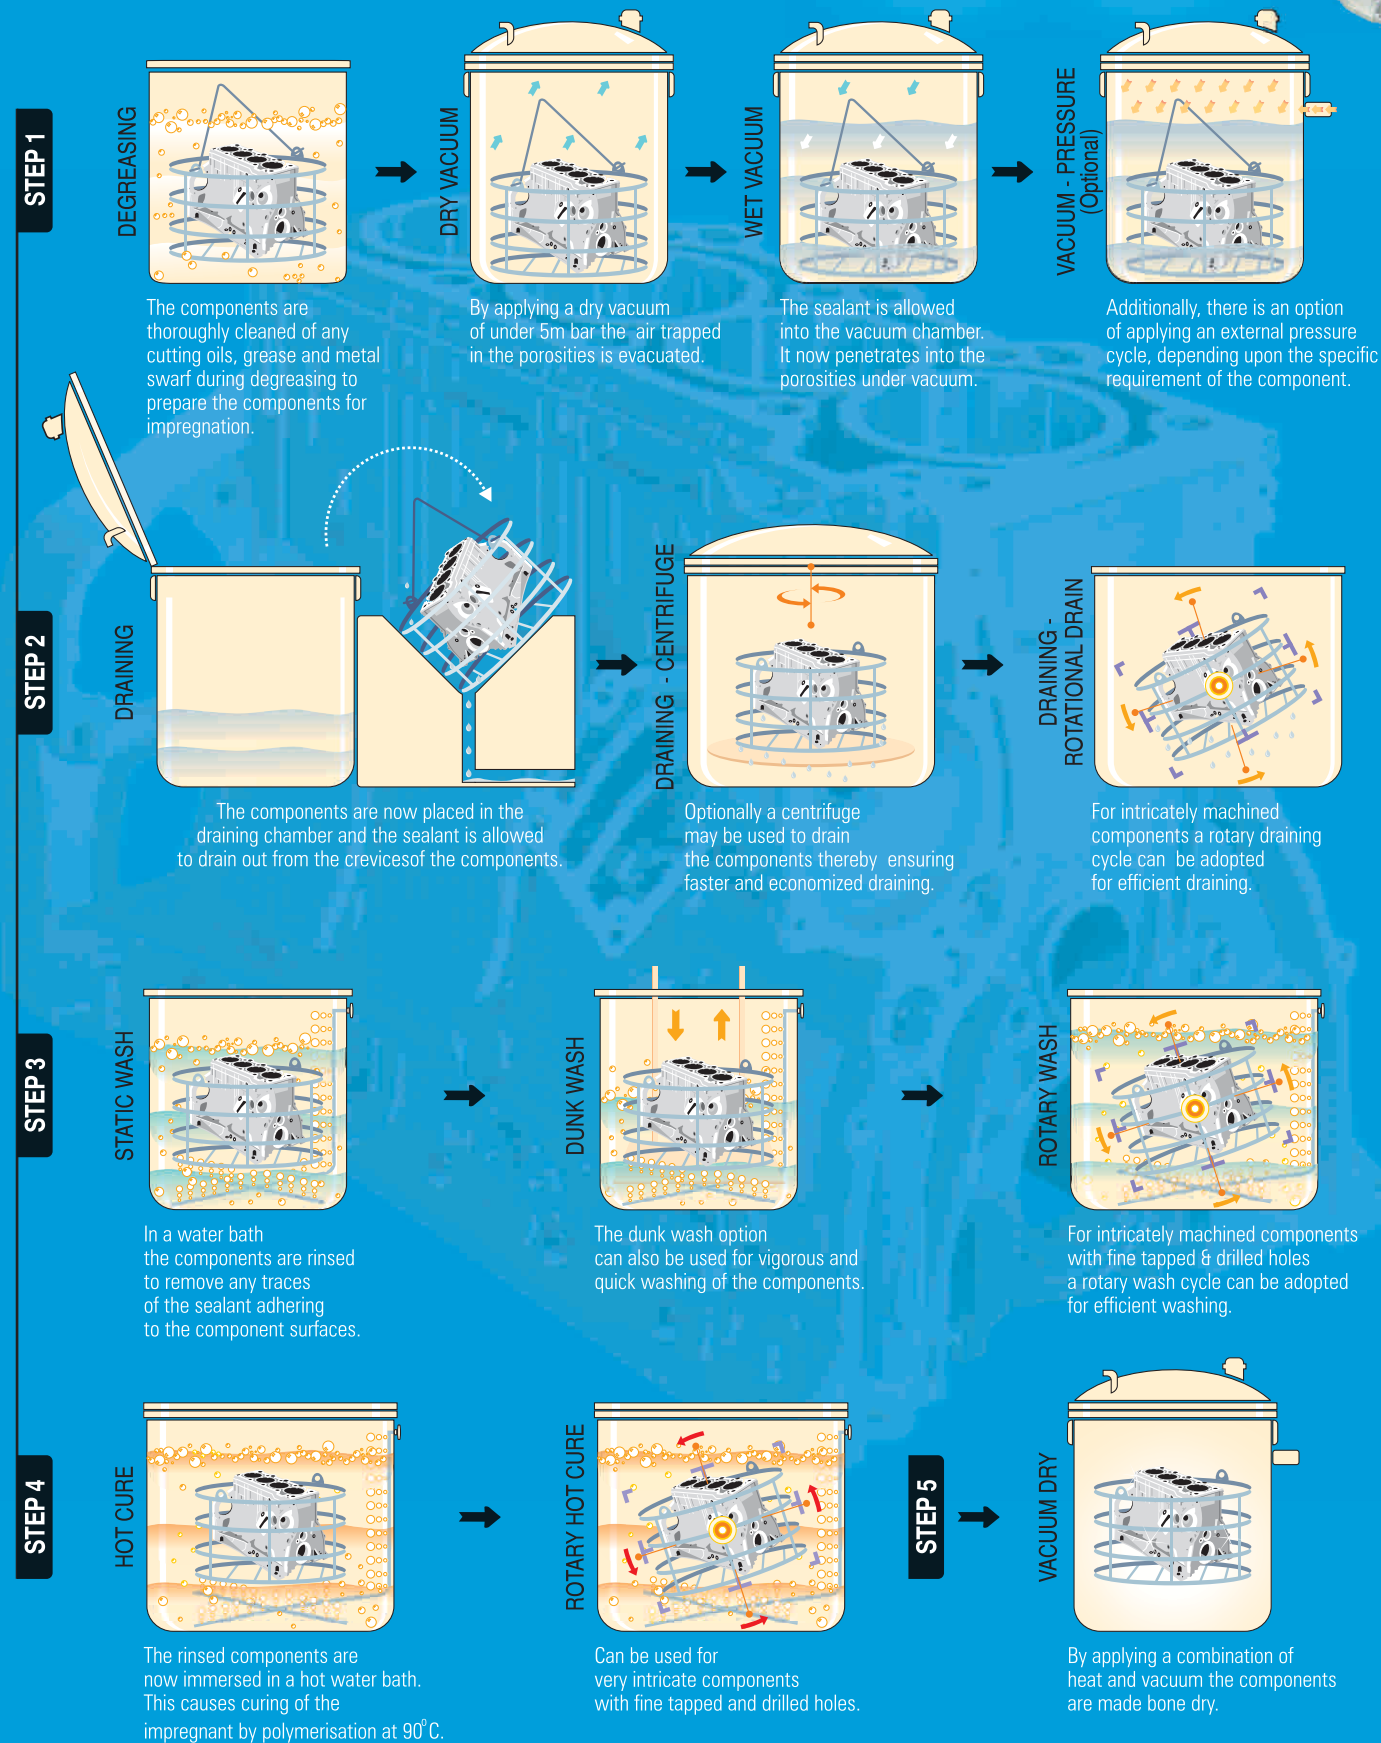 STEP 1
DEGREASING
The components are
thoroughly cleaned of any
cutting oils, grease and metal
swarf during degreasing to
prepare the components for
impregnation.
DRY VACUUM
By applying a dry vacuum
of under 5m bar the air trapped
in the porosities is evacuated.
WET VACUUM
The sealant is allowed
into the vacuum chamber.
It now penetrates into the
porosities under vacuum.
VACUUM - PRESSURE
(Optional)
Additionally, there is an option
of applying an external pressure
cycle, depending upon the specific
requirement of the component.
STEP 2
DRAINING
The components are now placed in the
draining chamber and the sealant is allowed
to drain out from the crevicesof the components.
DRAINING - CENTRIFUGE
Optionally a centrifuge
may be used to drain
the components thereby ensuring
faster and economized draining.
DRAINING -
ROTATIONAL DRAIN
For intricately machined
components a rotary draining
cycle can be adopted
for efficient draining.
STEP 3
STATIC WASH
In a water bath
the components are rinsed
to remove any traces
of the sealant adhering
to the component surfaces.
DUNK WASH
The dunk wash option
can also be used for vigorous and
quick washing of the components.
ROTARY WASH
For intricately machined components
with fine tapped & drilled holes
a rotary wash cycle can be adopted
for efficient washing.
STEP 4
HOT CURE
The rinsed components are
now immersed in a hot water bath.
This causes curing of the
impregnant by polymerisation at 90°C.
ROTARY HOT CURE
Can be used for
very intricate components
with fine tapped and drilled holes.
STEP 5
VACUUM DRY
By applying a combination of
heat and vacuum the components
are made bone dry.